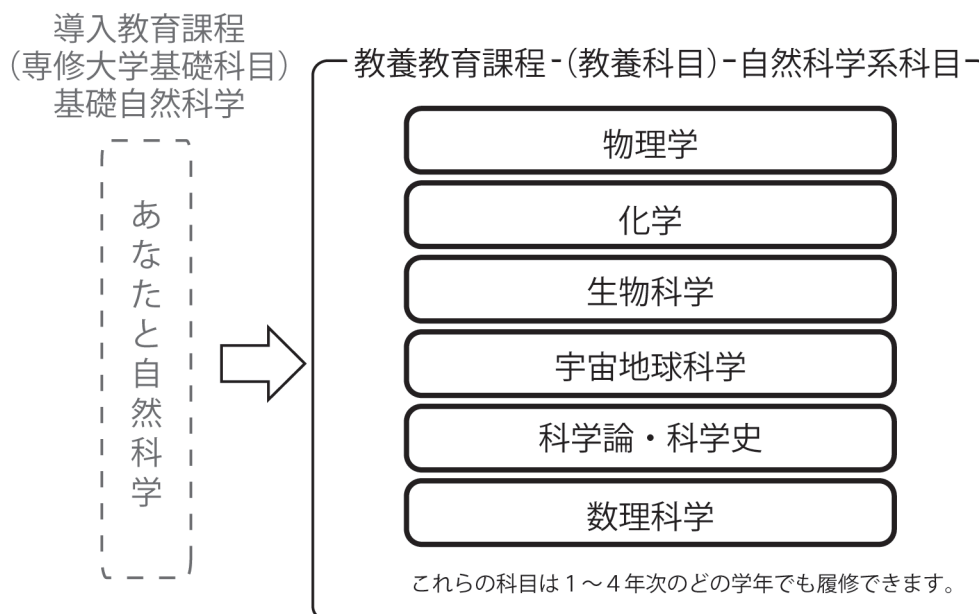 導入教育課程
（専修大学基礎科目）
基礎自然科学
あなたと自然科学
教養教育課程-（教養科目）-自然科学系科目
物理学
化学
生物科学
宇宙地球科学
科学論・科学史
数理科学
これらの科目は１～４年次のどの学年でも履修できます。